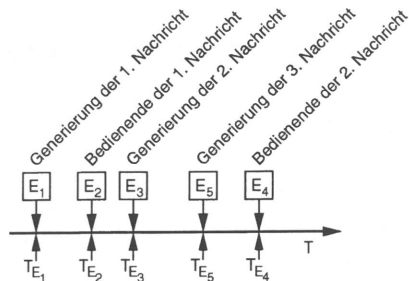 Generierung der 1. Nachricht
Bedienende der 1. Nachricht
Generierung der 2. Nachricht
Generierung der 3. Nachricht
Bedienende der 2. Nachricht
E1 E2 E3 E5 E4
T
TE1 TE2 TE3 TE5 TE4